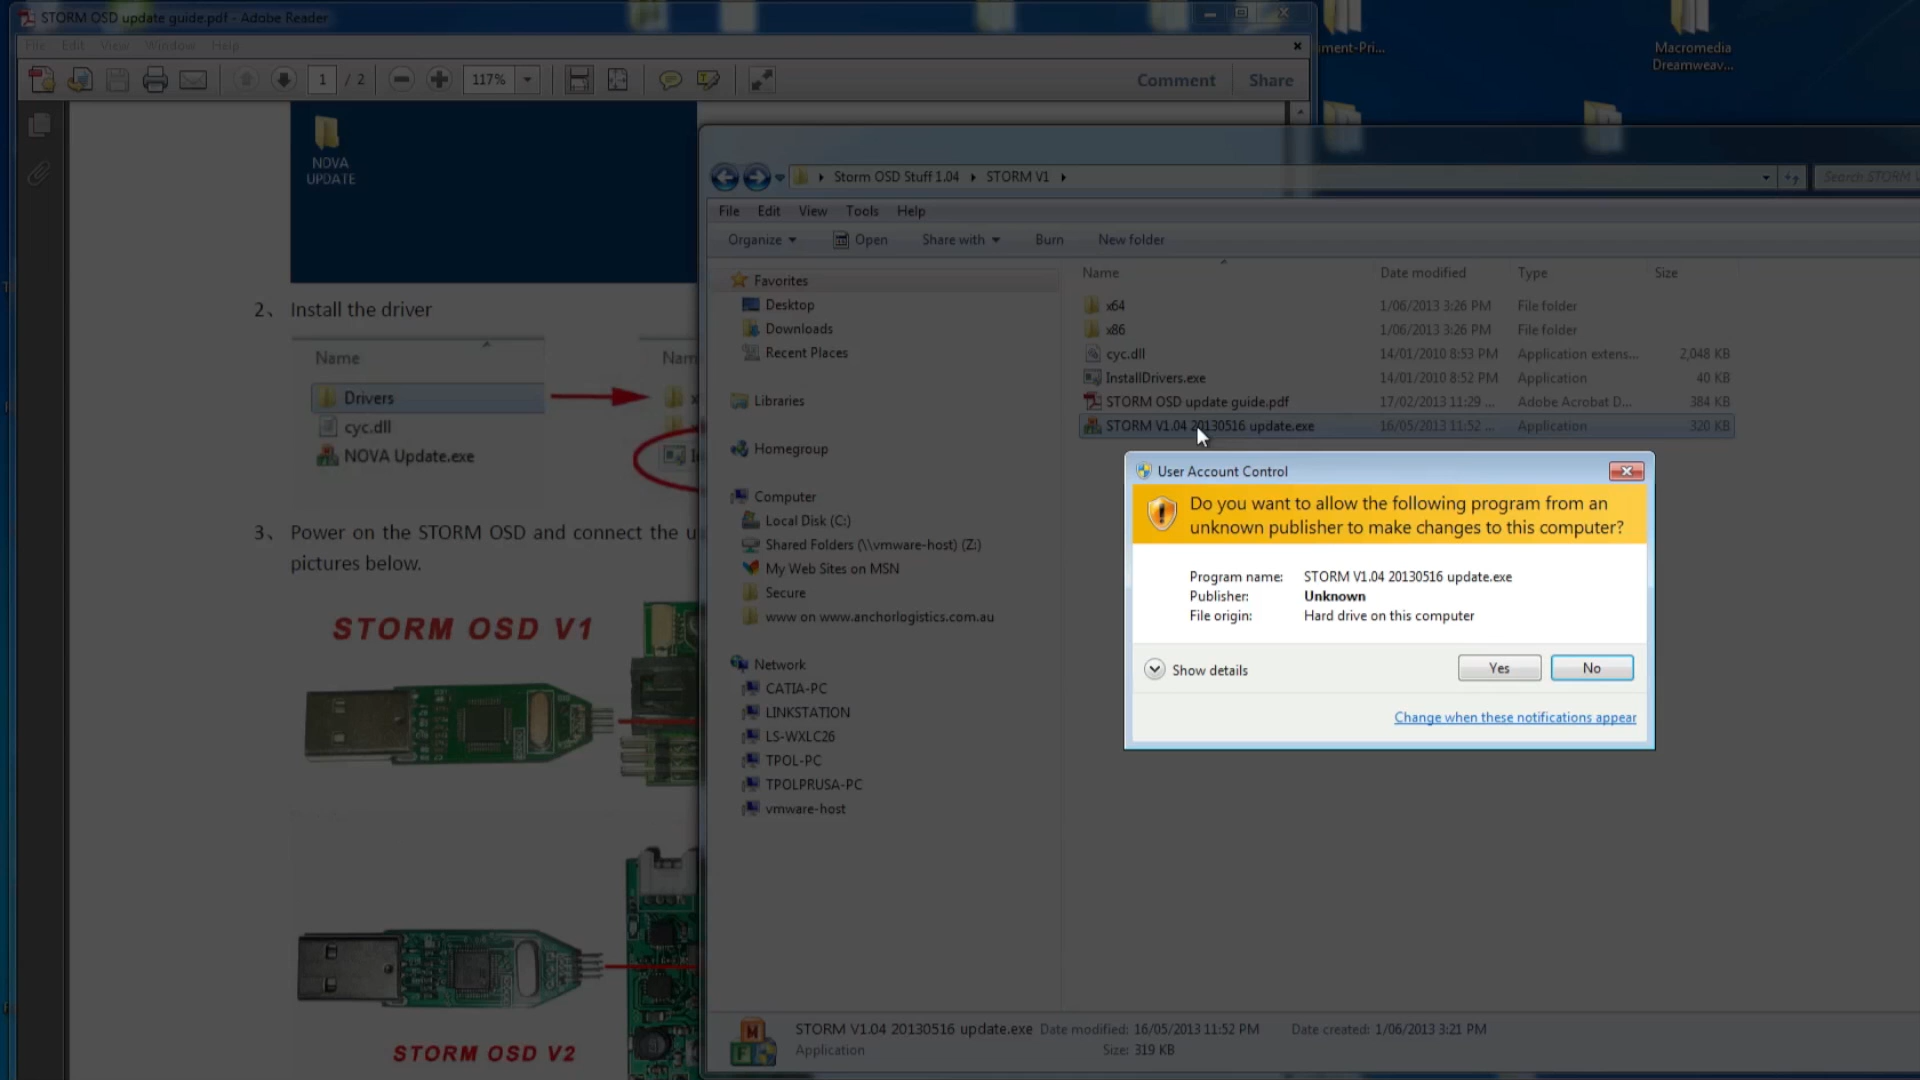 STORM OSD update guide.pdf - Adobe Reader
File Edit View Window Help
1 / 2 117% Comment Share
NOVA
UPDATE
2、 Install the driver
Name
Drivers
cyc.dll
NOVA Update.exe
3、 Power on the STORM OSD and connect the
pictures below.
STORM OSD V1
STORM OSD V2
ment-Pri...
Macromedia
Dreamweav...
Storm OSD Stuff 1.04 STORM V1
Search STORM
File Edit View Tools Help
Organize Open Share with Burn New folder
Favorites
Desktop
Downloads
Recent Places
Libraries
Homegroup
Computer
Local Disk (C:)
Shared Folders (\\vmware-host) (Z:)
My Web Sites on MSN
Secure
www on www.anchorlogistics.com.au
Network
CATIA-PC
LINKSTATION
LS-WXLC26
TPOL-PC
TPOLPRUSA-PC
vmware-host
Name Date modified Type Size
x64 1/06/2013 3:26 PM File folder
x86 1/06/2013 3:26 PM File folder
cyc.dll 14/01/2010 8:53 PM Application extens... 2,048 KB
InstallDrivers.exe 14/01/2010 8:52 PM Application 40 KB
STORM OSD update guide.pdf 17/02/2013 11:29 ... Adobe Acrobat D... 384 KB
STORM V1.04 20130516 update.exe 16/05/2013 11:52 ... Application 320 KB
User Account Control
Do you want to allow the following program from an
unknown publisher to make changes to this computer?
Program name: STORM V1.04 20130516 update.exe
Publisher: Unknown
File origin: Hard drive on this computer
Show details Yes No
Change when these notifications appear
STORM V1.04 20130516 update.exe Date modified: 16/05/2013 11:52 PM Date created: 1/06/2013 3:21 PM
Application Size: 319 KB